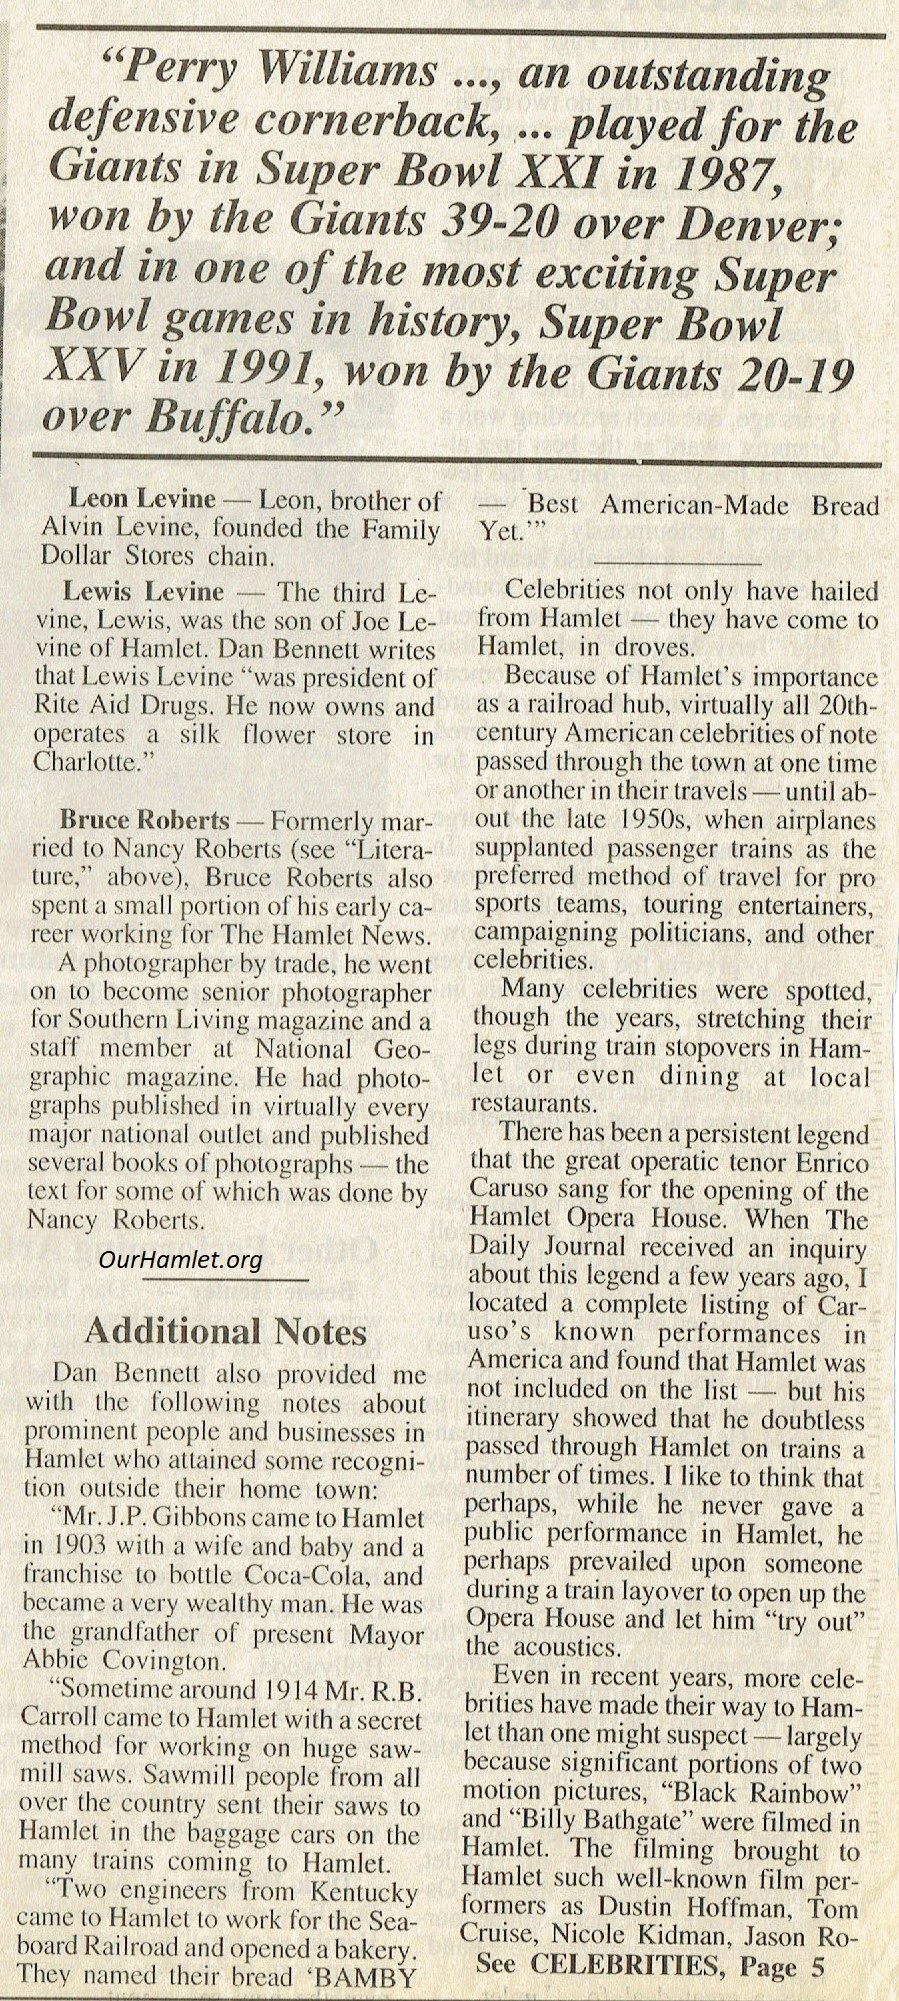 “Perry Williams ..., an outstanding
defensive cornerback, ... played for the
Giants in Super Bowl XXI in 1987,
won by the Giants 39-20 over Denver;
and in one of the most exciting Super
Bowl games in history, Super Bowl
XXV in 1991, won by the Giants 20-19
over Buffalo.”
Leon Levine — Leon, brother of
Alvin Levine, founded the Family
Dollar Stores chain.
Lewis Levine — The third Le-
vine, Lewis, was the son of Joe Le-
vine of Hamlet. Dan Bennett writes
that Lewis Levine “was president of
Rite Aid Drugs. He now owns and
operates a silk flower store in
Charlotte.”
Bruce Roberts — Formerly mar-
ried to Nancy Roberts (see “Litera-
ture,” above), Bruce Roberts also
spent a small portion of his early ca-
reer working for The Hamlet News.
A photographer by trade, he went
on to become senior photographer
for Southern Living magazine and a
staff member at National Geo-
graphic magazine. He had photo-
graphs published in virtually every
major national outlet and published
several books of photographs — the
text for some of which was done by
Nancy Roberts.
OurHamlet.org
Additional Notes
Dan Bennett also provided me
with the following notes about
prominent people and businesses in
Hamlet who attained some recogni-
tion outside their home town:
“Mr. J.P. Gibbons came to Hamlet
in 1903 with a wife and baby and a
franchise to bottle Coca-Cola, and
became a very wealthy man. He was
the grandfather of present Mayor
Abbie Covington.
“Sometime around 1914 Mr. R.B.
Carroll came to Hamlet with a secret
method for working on huge saw-
mill saws. Sawmill people from all
over the country sent their saws to
Hamlet in the baggage cars on the
many trains coming to Hamlet.
“Two engineers from Kentucky
came to Hamlet to work for the Sea-
board Railroad and opened a bakery.
They named their bread ‘BAMBY
— ‘Best American-Made Bread
Yet.’”
Celebrities not only have hailed
from Hamlet — they have come to
Hamlet, in droves.
Because of Hamlet’s importance
as a railroad hub, virtually all 20th-
century American celebrities of note
passed through the town at one time
or another in their travels — until ab-
out the late 1950s, when airplanes
supplanted passenger trains as the
preferred method of travel for pro
sports teams, touring entertainers,
campaigning politicians, and other
celebrities.
Many celebrities were spotted,
though the years, stretching their
legs during train stopovers in Ham-
let or even dining at local
restaurants.
There has been a persistent legend
that the great operatic tenor Enrico
Caruso sang for the opening of the
Hamlet Opera House. When The
Daily Journal received an inquiry
about this legend a few years ago, I
located a complete listing of Car-
uso’s known performances in
America and found that Hamlet was
not included on the list — but his
itinerary showed that he doubtless
passed through Hamlet on trains a
number of times. I like to think that
perhaps, while he never gave a
public performance in Hamlet, he
perhaps prevailed upon someone
during a train layover to open up the
Opera House and let him “try out”
the acoustics.
Even in recent years, more cele-
brities have made their way to Ham-
let than one might suspect — largely
because significant portions of two
motion pictures, “Black Rainbow”
and “Billy Bathgate” were filmed in
Hamlet. The filming brought to
Hamlet such well-known film per-
formers as Dustin Hoffman, Tom
Cruise, Nicole Kidman, Jason Ro-
See CELEBRITIES, Page 5